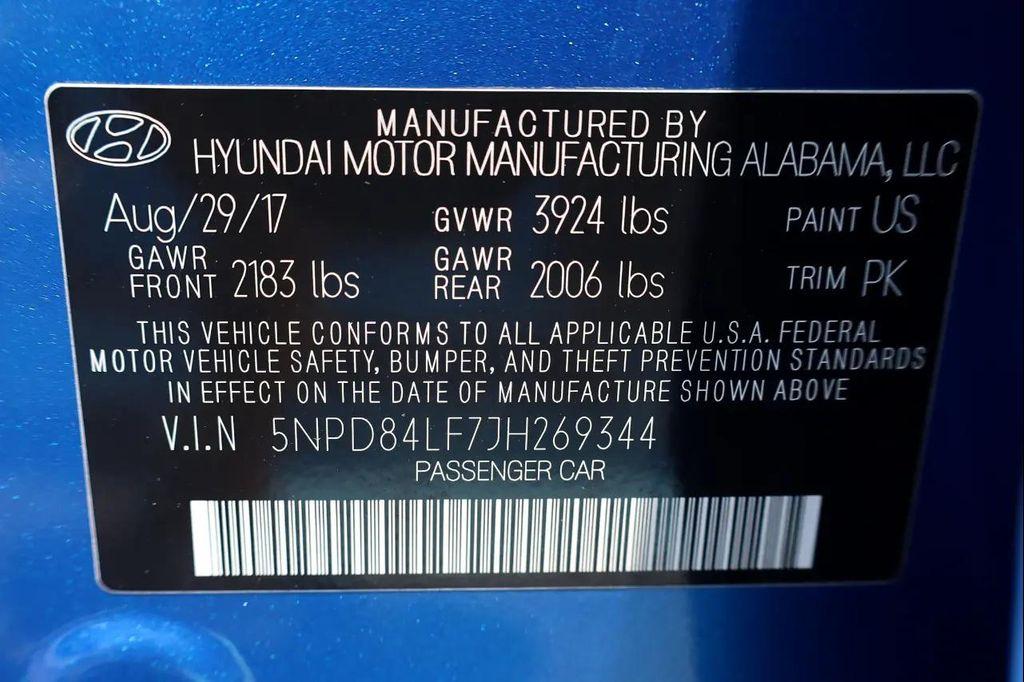 MANUFACTURED BY
HYUNDAI MOTOR MANUFACTURING ALABAMA, LLC
Aug/29/17 GVWR 3924 lbs PAINT US
GAWR FRONT 2183 lbs GAWR REAR 2006 lbs TRIM PK
THIS VEHICLE CONFORMS TO ALL APPLICABLE U.S.A. FEDERAL
MOTOR VEHICLE SAFETY, BUMPER, AND THEFT PREVENTION STANDARDS
IN EFFECT ON THE DATE OF MANUFACTURE SHOWN ABOVE
V.I.N 5NPD84LF7JH269344
PASSENGER CAR